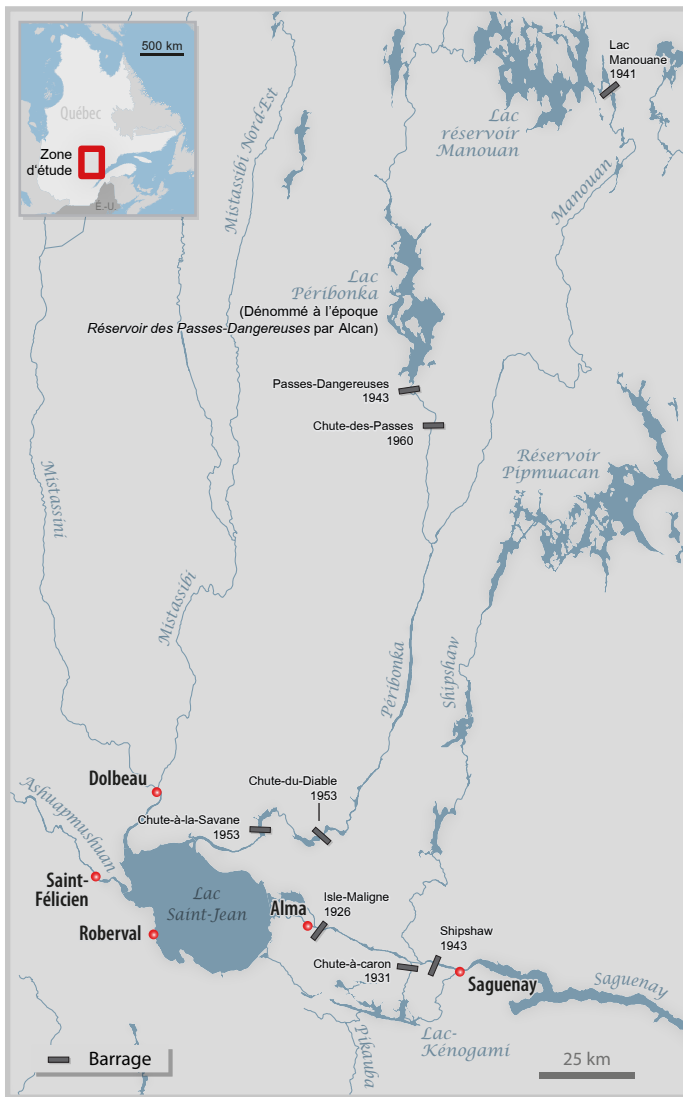 500 km
Québec
Zone
d'étude
É.-U.
Lac
Manouane
1941
Lac
réservoir
Manouan
Manouan
Mistassibi Nord-Est
Lac
Péribonka
(Dénommé à l'époque
Réservoir des Passes-Dangereuses par Alcan)
Passes-Dangereuses
1943
Chute-des-Passes
1960
Réservoir
Pipmuacan
Mistassini
Mistassibi
Péribonka
Shipshaw
Dolbeau
Chute-du-Diable
1953
Ashuapmushuan
Chute-à-la-Savane
1953
Saint-
Félicien
Lac
Saint-Jean
Alma
Isle-Maligne
1926
Roberval
Shipshaw
1943
Chute-à-caron
1931
Saguenay
Saguenay
Pikauba
Lac-
Kénogami
Barrage
25 km